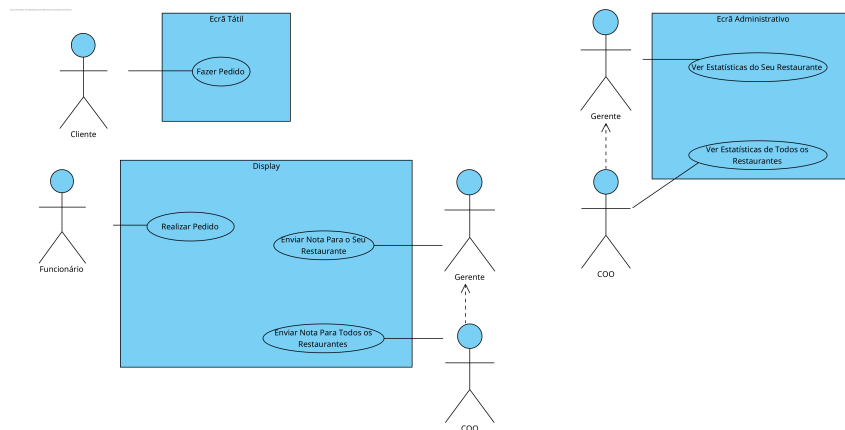 Ecrã Tátil
Fazer Pedido
Cliente
Gerente
Ecrã Administrativo
Ver Estatísticas do Seu Restaurante
Ver Estatísticas de Todos os
Restaurantes
COO
Display
Funcionário
Realizar Pedido
Enviar Nota Para o Seu
Restaurante
Gerente
Enviar Nota Para Todos os
Restaurantes
COO